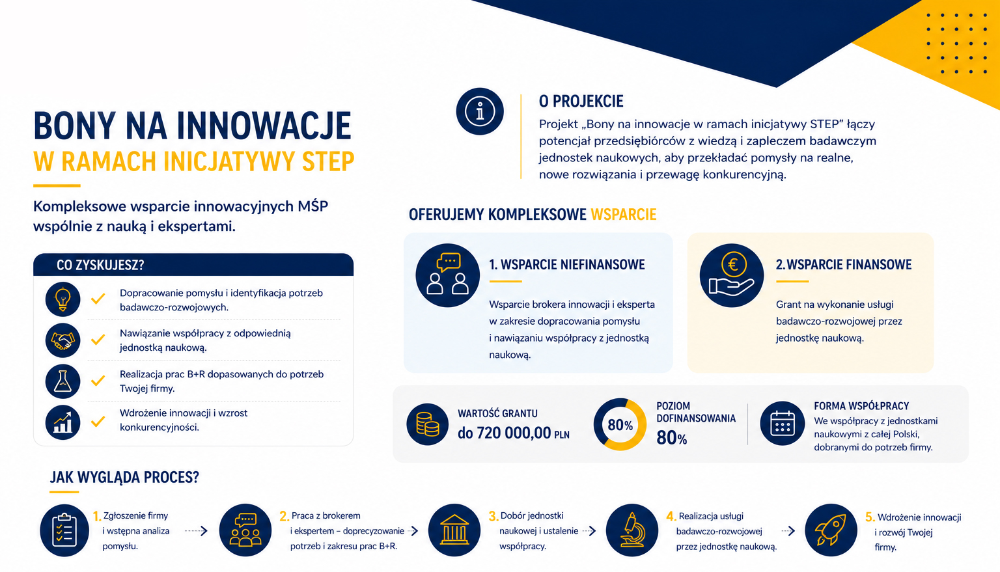 BONY NA INNOWACJE
W RAMACH INICJATYWY STEP
Kompleksowe wsparcie innowacyjnych MŚP
wspólnie z nauką i ekspertami.
CO ZYSKUJESZ?
Dopracowanie pomysłu i identyfikacja potrzeb
badawczo-rozwojowych.
Nawiązanie współpracy z odpowiednią
jednostką naukową.
Realizacja prac B+R dopasowanych do potrzeb
Twojej firmy.
Wdrożenie innowacji i wzrost
konkurencyjności.
O PROJEKCIE
Projekt „Bony na innowacje w ramach inicjatywy STEP” łączy
potencjał przedsiębiorców z wiedzą i zapleczem badawczym
jednostek naukowych, aby przekładać pomysły na realne,
nowe rozwiązania i przewagę konkurencyjną.
OFERUJEMY KOMPLEKSOWE WSPARCIE
1. WSPARCIE NIEFINANSOWE
Wsparcie brokera innowacji i eksperta
w zakresie dopracowania pomysłu
i nawiązaniu współpracy z jednostką
naukową.
€
2.WSPARCIE FINANSOWE
Grant na wykonanie usługi
badawczo-rozwojowej przez
jednostkę naukową.
WARTOŚĆ GRANTU
do 720 000,00 PLN
80%
POZIOM
DOFINANSOWANIA
80%
FORMA WSPÓŁPRACY
We współpracy z jednostkami
naukowymi z całej Polski,
dobranymi do potrzeb firmy.
JAK WYGLĄDA PROCES?
1. Zgłoszenie firmy
i wstępna analiza
pomysłu.
2. Praca z brokerem
i ekspertem – doprecyzowanie
potrzeb i zakresu prac B+R.
3. Dobór jednostki
naukowej i ustalenie
współpracy.
4. Realizacja usługi
badawczo-rozwojowej
przez jednostkę naukową.
5. Wdrożenie innowacji
i rozwój Twojej
firmy.